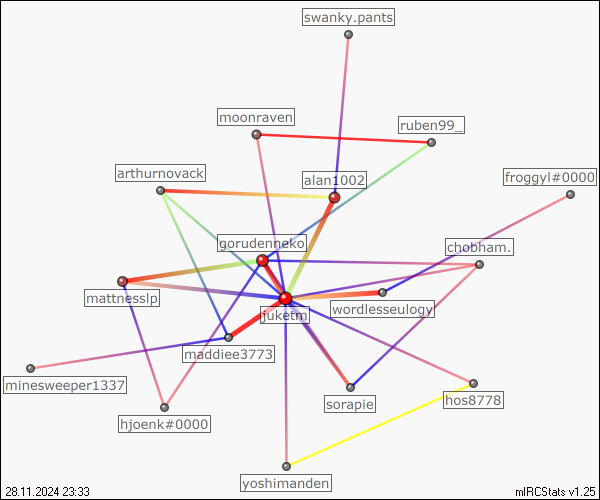 swanky.pants
moonraven
ruben99_
arthurnovack
alan1002
froggyl#0000
gorudenneko
chobham.
mattnesslp
wordlesseulogy
juketm
maddiee3773
minesweeper1337
sorapie
hos8778
hjoenk#0000
yoshimanden
28.11.2024 23:33
mIRCStats v1.25